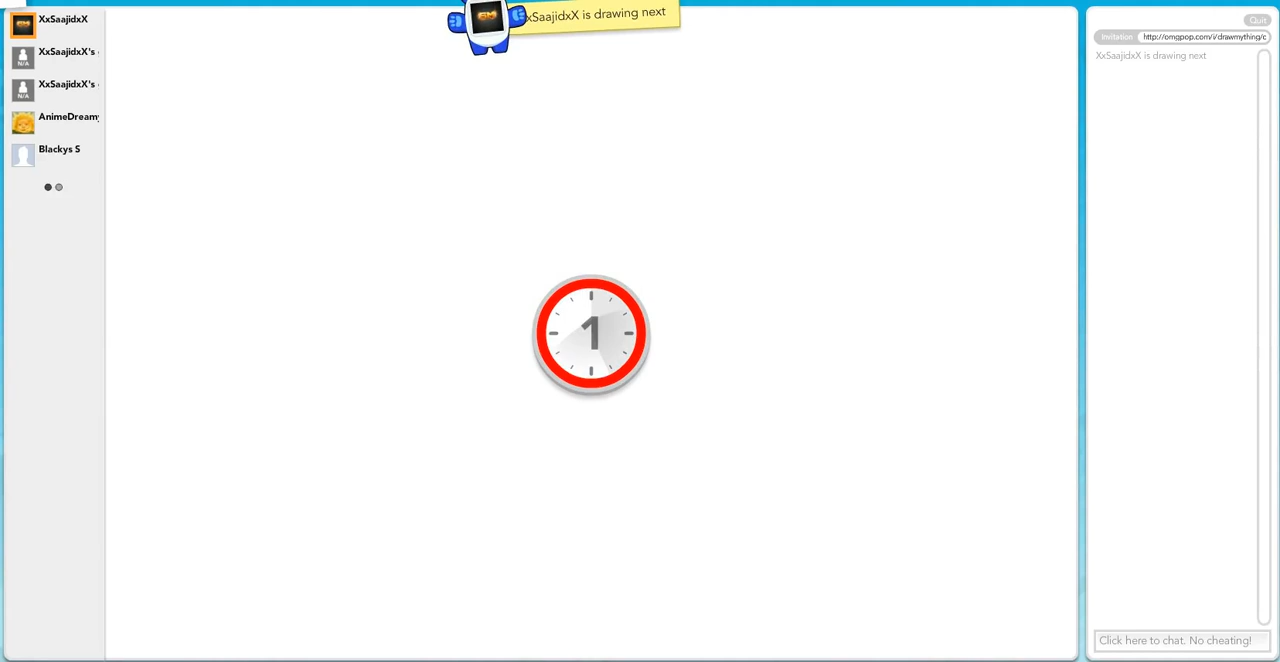 XxSaajidxX
XxSaajidxX's
N/A
XxSaajidxX's
N/A
AnimeDreamy
Blackys S
xSaajidxX is drawing next
1
Quit
Invitation http://omgpop.com/i/drawmything/c
XxSaajidxX is drawing next
Click here to chat. No cheating!